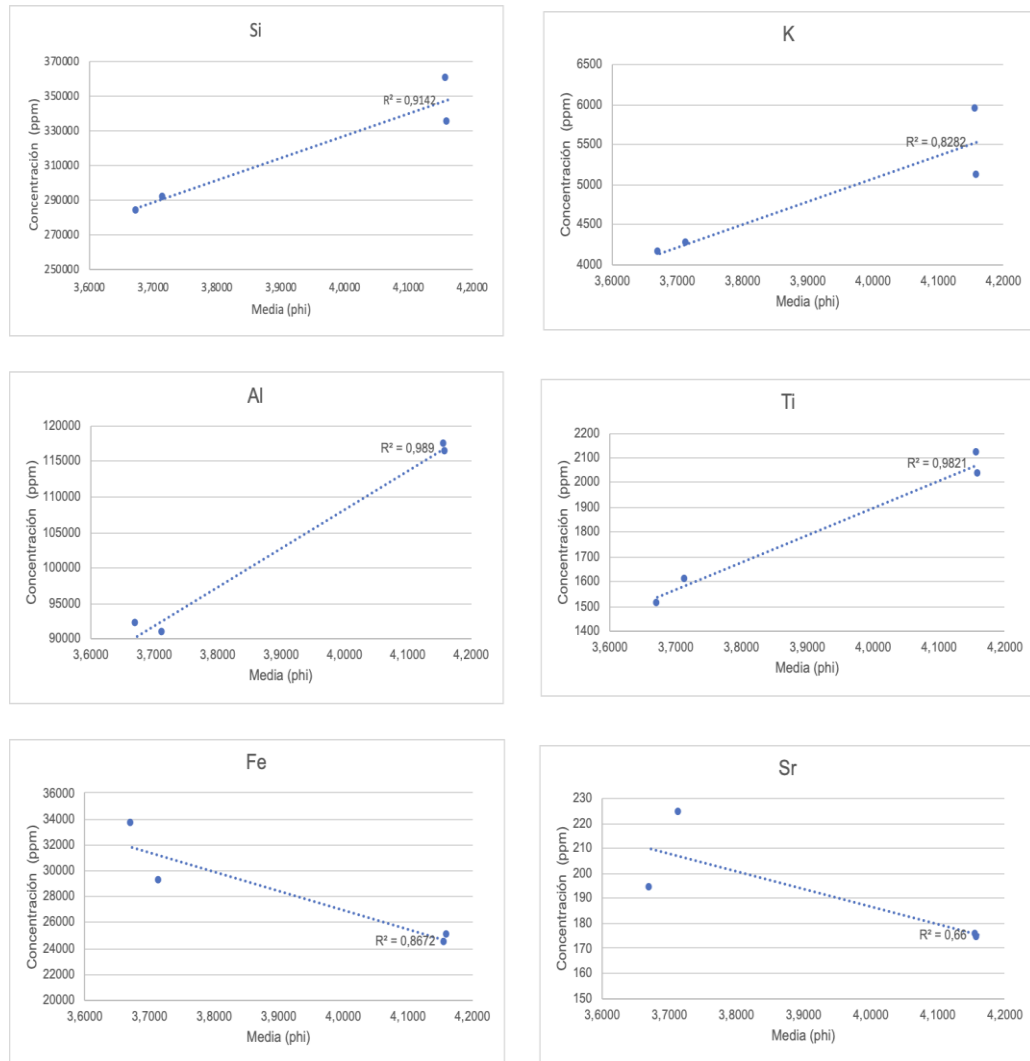 Si
Concentración (ppm)
370000
350000
330000
310000
290000
270000
250000
R² = 0,9142
3,6000 3,7000 3,8000 3,9000 4,0000 4,1000 4,2000
Media (phi)
K
Concentración (ppm)
6500
6000
5500
5000
4500
4000
R² = 0,8282
3,6000 3,7000 3,8000 3,9000 4,0000 4,1000 4,2000
Media (phi)
Al
Concentración (ppm)
120000
115000
110000
105000
100000
95000
90000
R² = 0,989
3,6000 3,7000 3,8000 3,9000 4,0000 4,1000 4,2000
Media (phi)
Ti
Concentración (ppm)
2200
2100
2000
1900
1800
1700
1600
1500
1400
R² = 0,9821
3,6000 3,7000 3,8000 3,9000 4,0000 4,1000 4,2000
Media (phi)
Fe
Concentración (ppm)
36000
34000
32000
30000
28000
26000
24000
22000
20000
R² = 0,8672
3,6000 3,7000 3,8000 3,9000 4,0000 4,1000 4,2000
Media (phi)
Sr
Concentración (ppm)
230
220
210
200
190
180
170
160
150
R² = 0,66
3,6000 3,7000 3,8000 3,9000 4,0000 4,1000 4,2000
Media (phi)